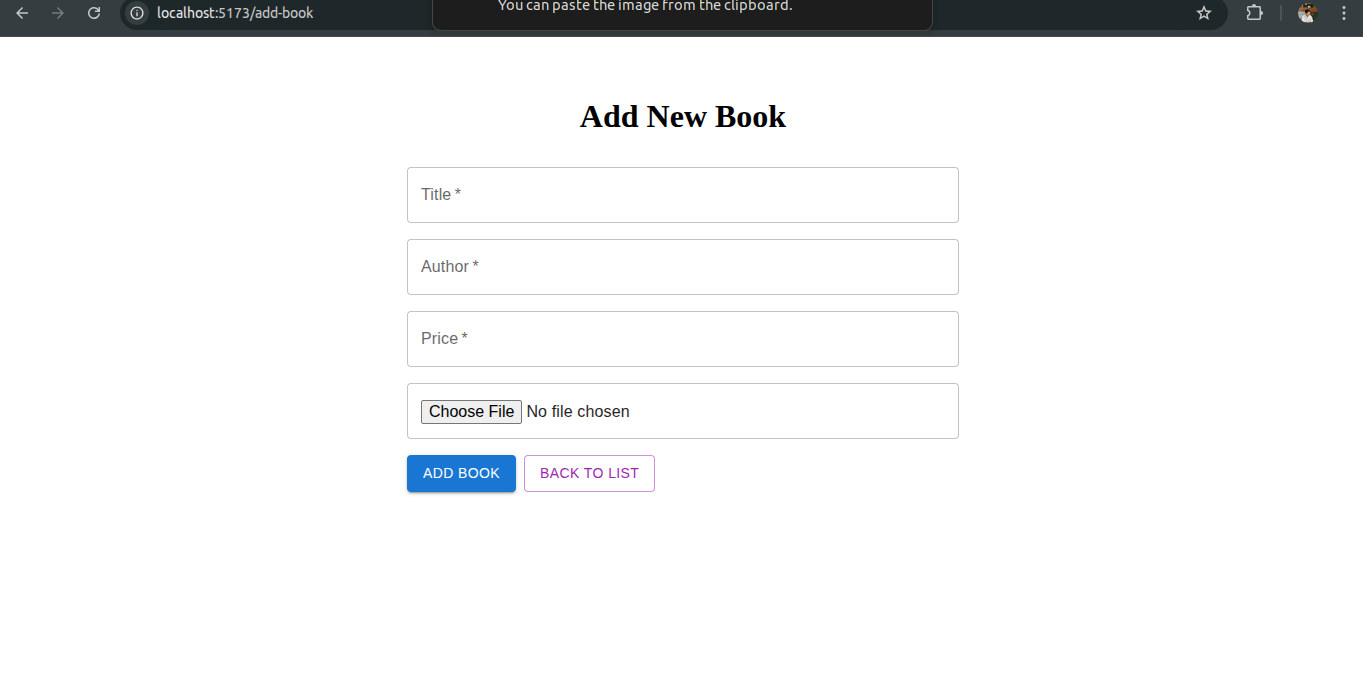 You can paste the image from the clipboard.
localhost:5173/add-book
Add New Book
Title *
Author *
Price *
Choose File No file chosen
ADD BOOK BACK TO LIST